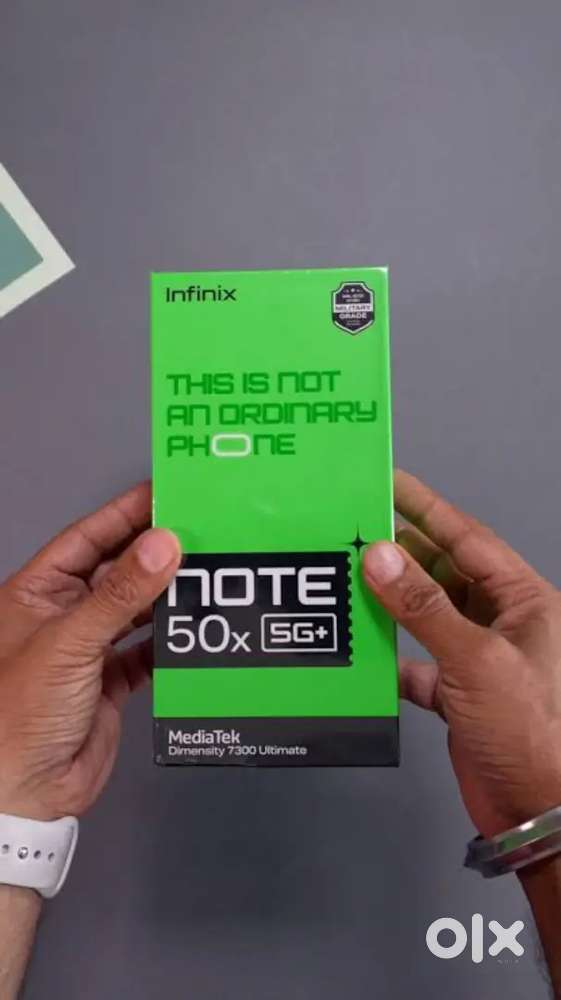 Infinix
MILITARY
GRADE
THIS IS NOT
AN ORDINARY
PHONE
NOTE
50x 5G+
MediaTek
Dimensity 7300 Ultimate
olx